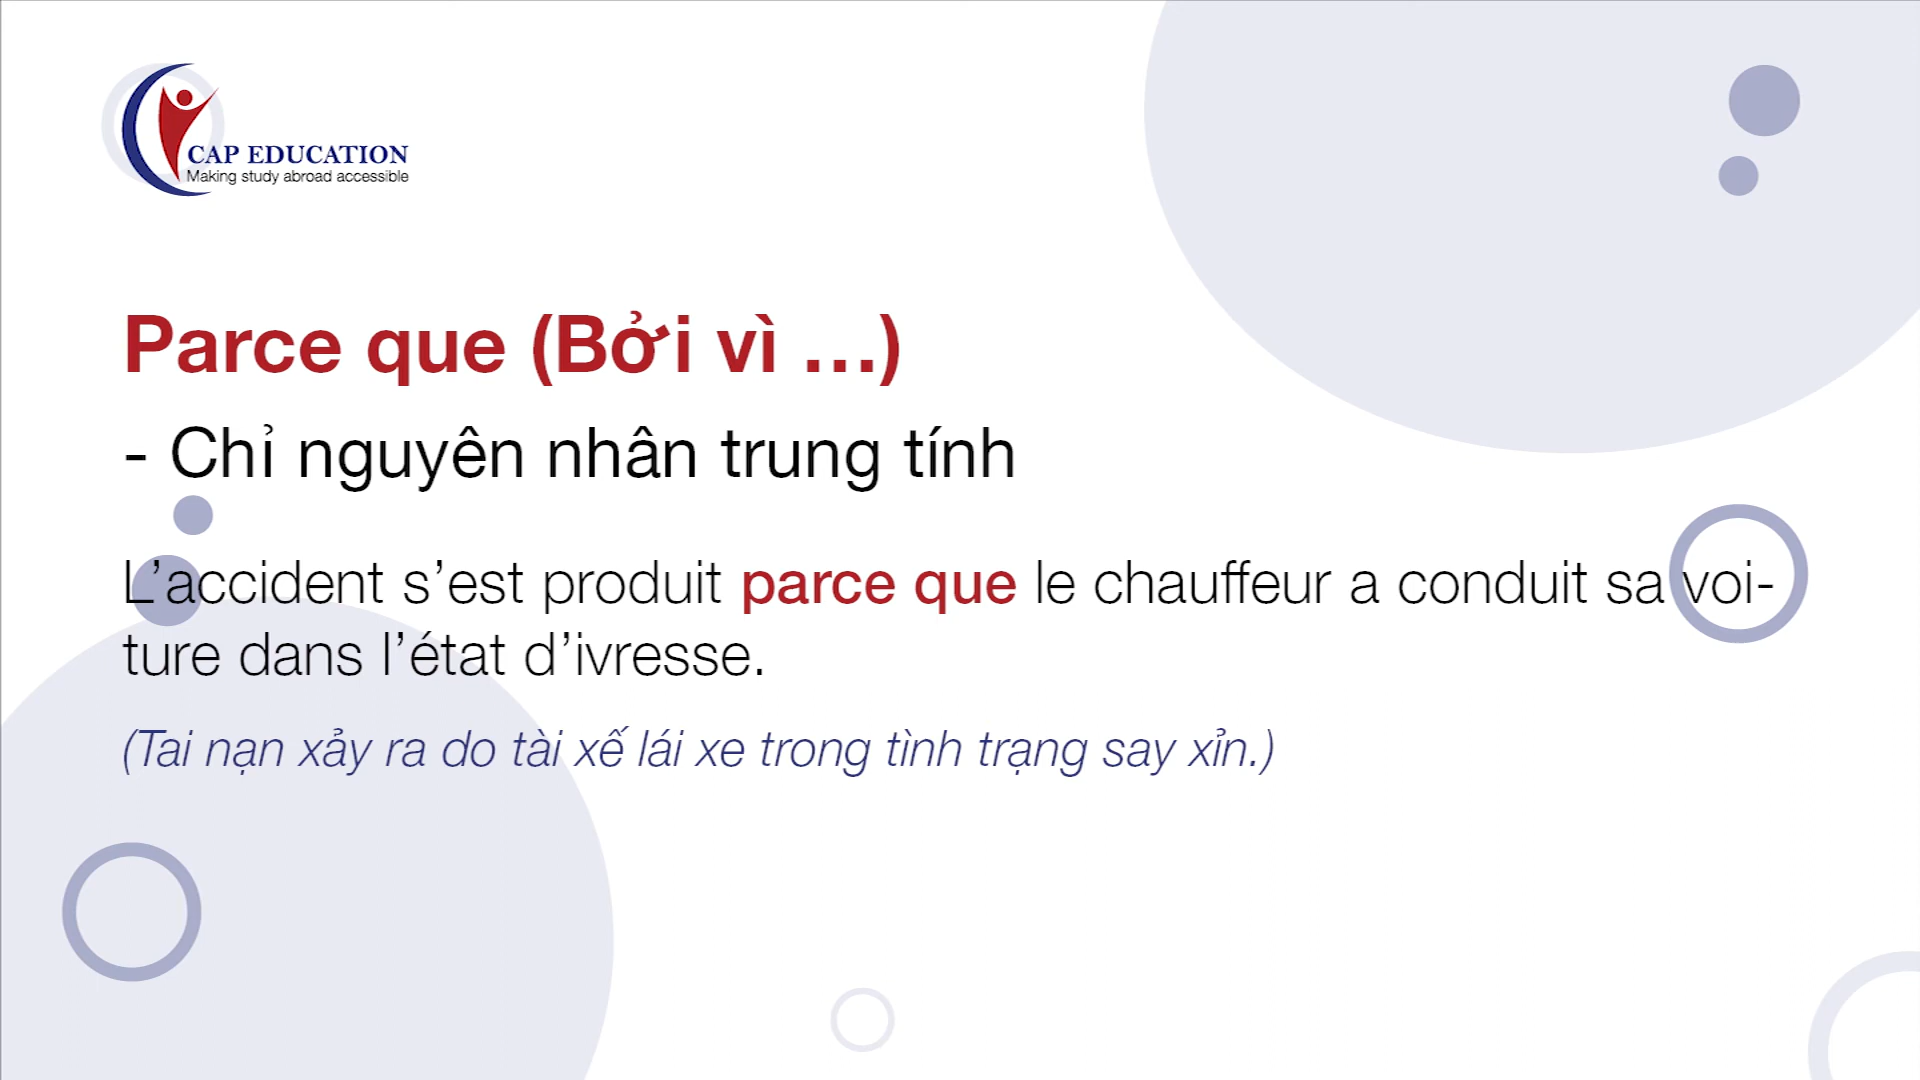 CAP EDUCATION
Making study abroad accessible
Parce que (Bởi vì ...)
- Chỉ nguyên nhân trung tính
L’accident s’est produit parce que le chauffeur a conduit sa voi-
ture dans l’état d’ivresse.
(Tai nạn xảy ra do tài xế lái xe trong tình trạng say xỉn.)